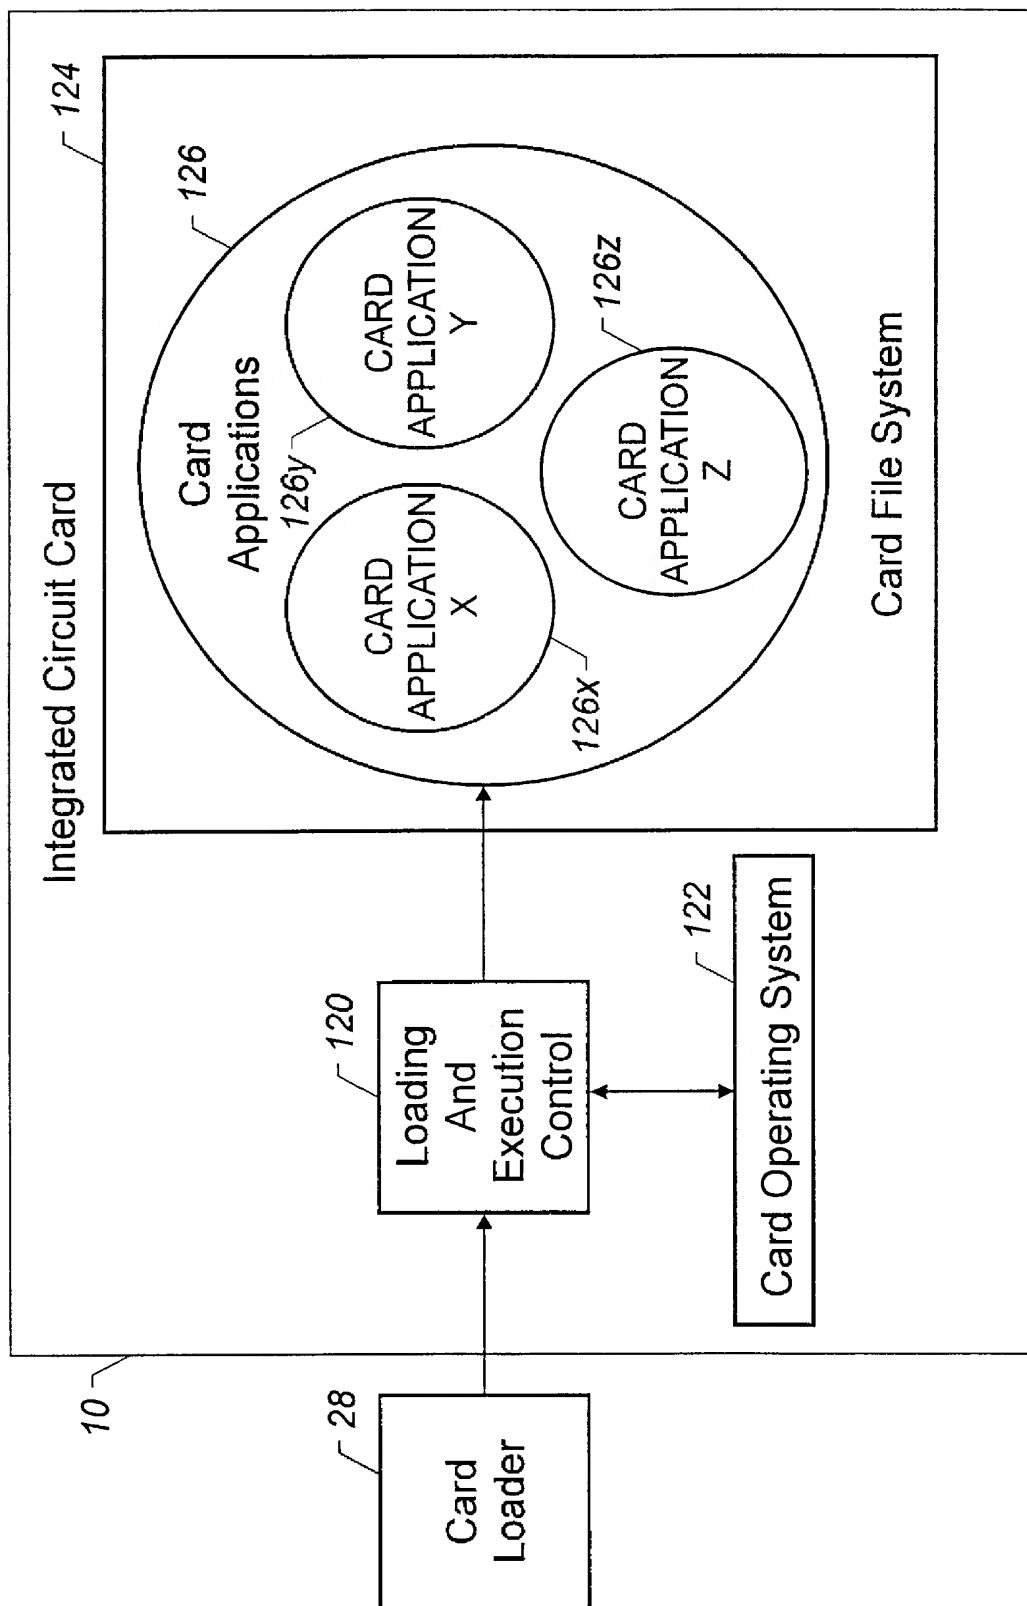 Integrated Circuit Card
10
28
Card
Loader
120
Loading
And
Execution
Control
122
Card Operating System
124
126
Card
Applications
126y
CARD
APPLICATION
X
126x
CARD
APPLICATION
Y
126z
CARD
APPLICATION
Z
Card File System